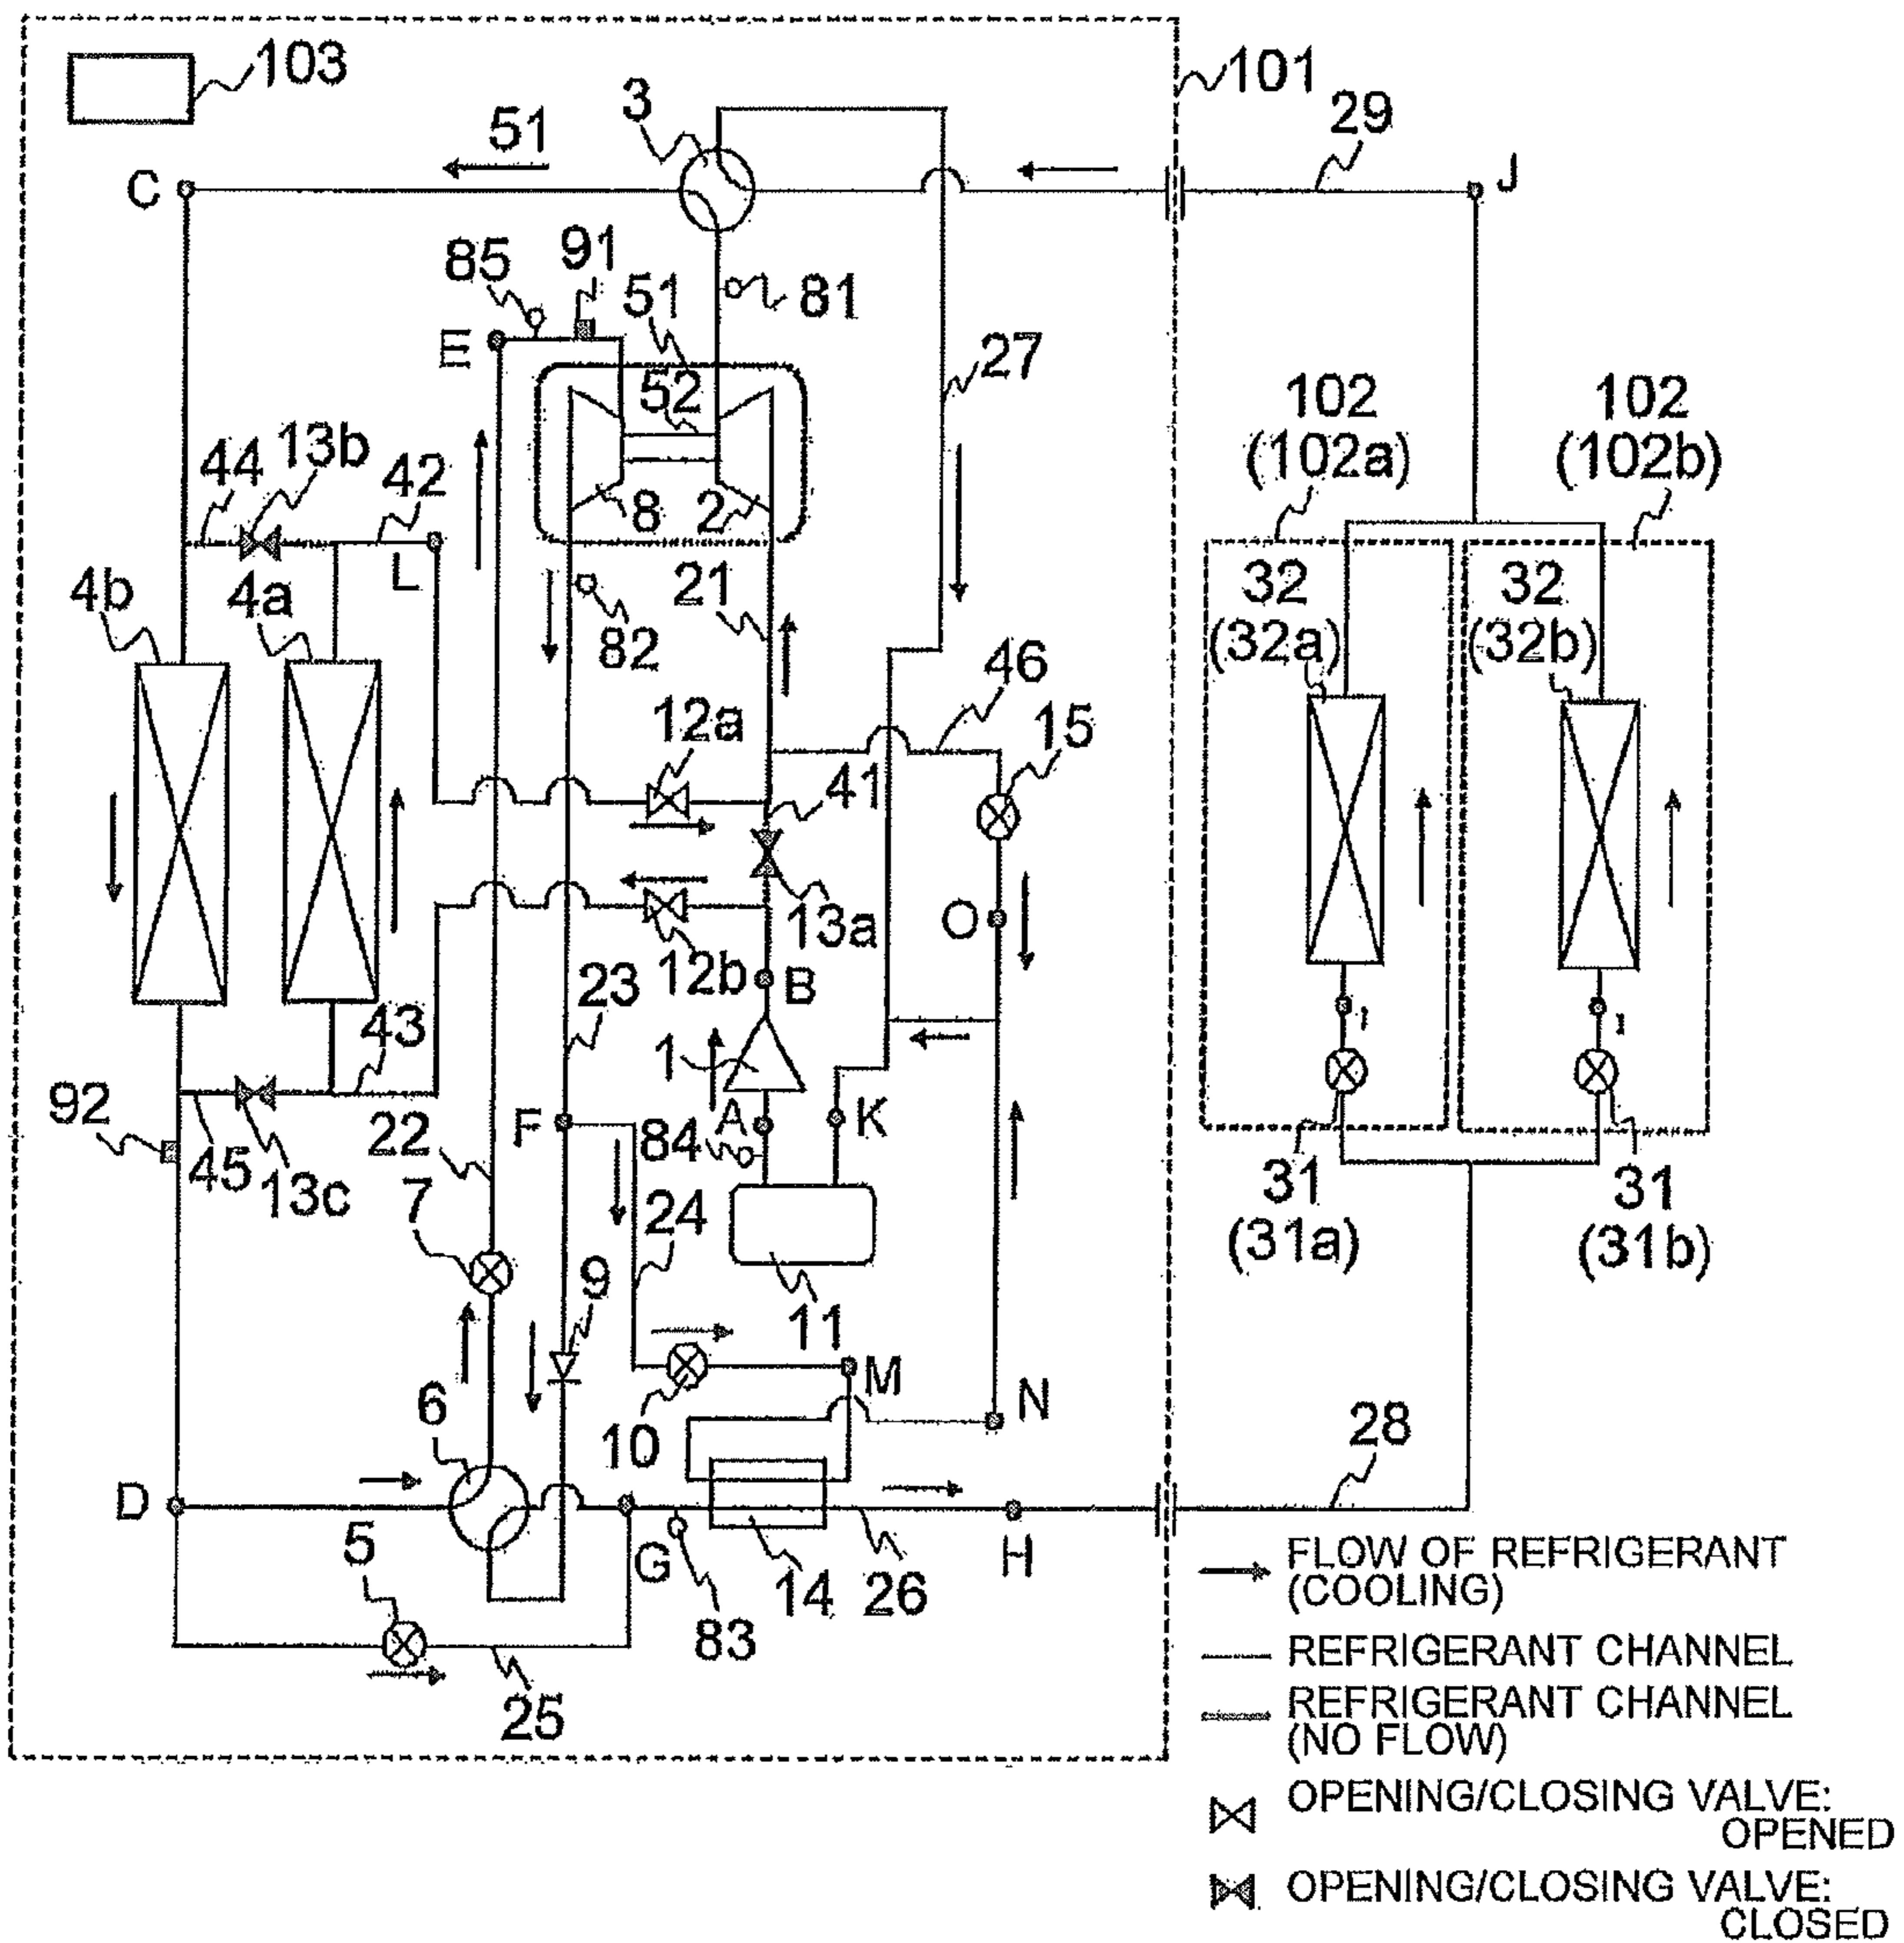 103
101
3
51
29
C
J
91
85
51
81
E
27
52
102
(102a)
102
(102b)
13b
44
42
8
2
L
4b
4a
21
32
(32a)
32
(32b)
82
46
12a
15
41
13a
O
12b
B
23
43
1
92
A
K
F
84
22
45
13c
31
(31a)
31
(31b)
7
24
9
11
M
6
10
N
28
D
5
G
H
14
26
83
25
FLOW OF REFRIGERANT
(COOLING)
REFRIGERANT CHANNEL
REFRIGERANT CHANNEL
(NO FLOW)
OPENING/CLOSING VALVE:
OPENED
OPENING/CLOSING VALVE:
CLOSED